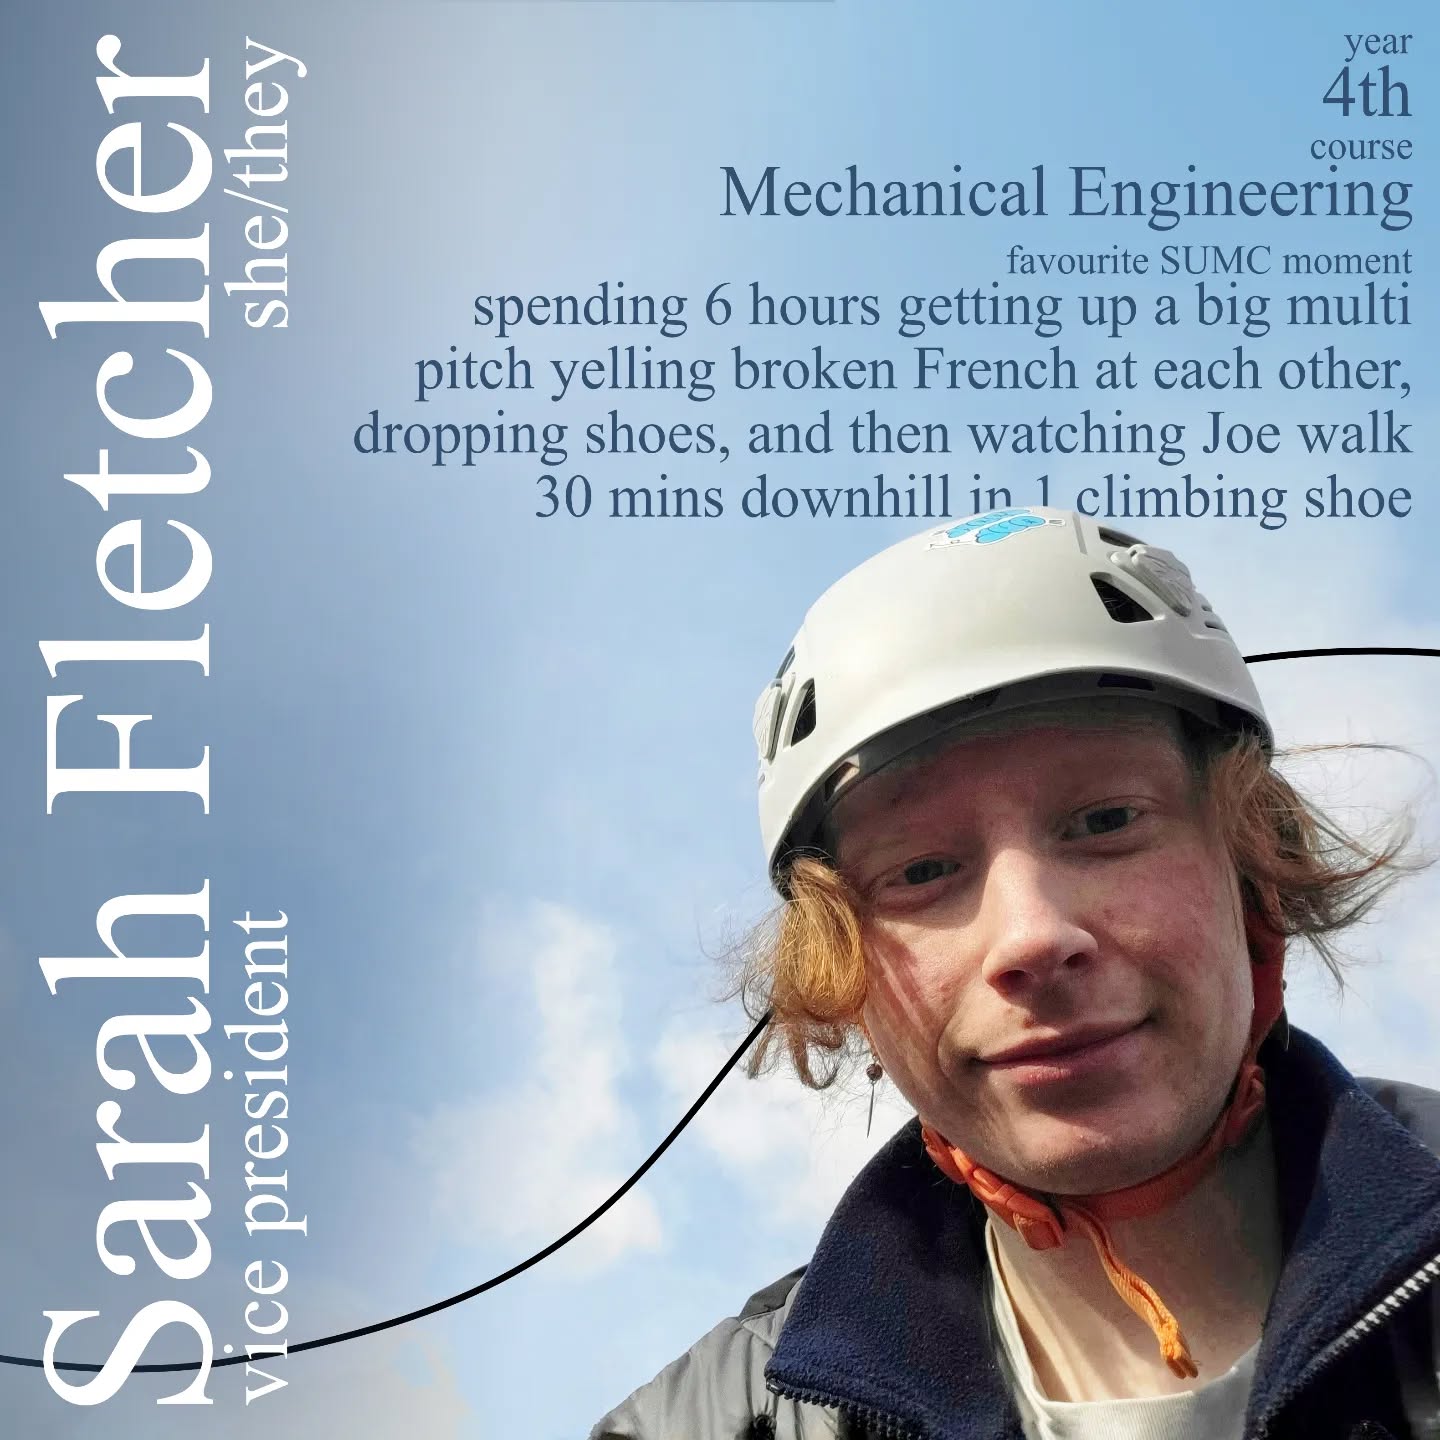 Sarah Fletcher
she/they
vice president
year
4th
course
Mechanical Engineering
favourite SUMC moment
spending 6 hours getting up a big multi
pitch yelling broken French at each other,
dropping shoes, and then watching Joe walk
30 mins downhill in 1 climbing shoe